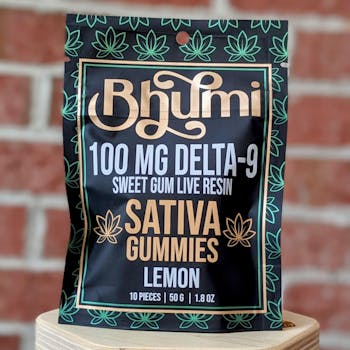 Bhumi
100 MG DELTA-9
SWEET GUM LIVE RESIN
SATIVA
GUMMIES
LEMON
10 PIECES | 50 G | 1.8 OZ